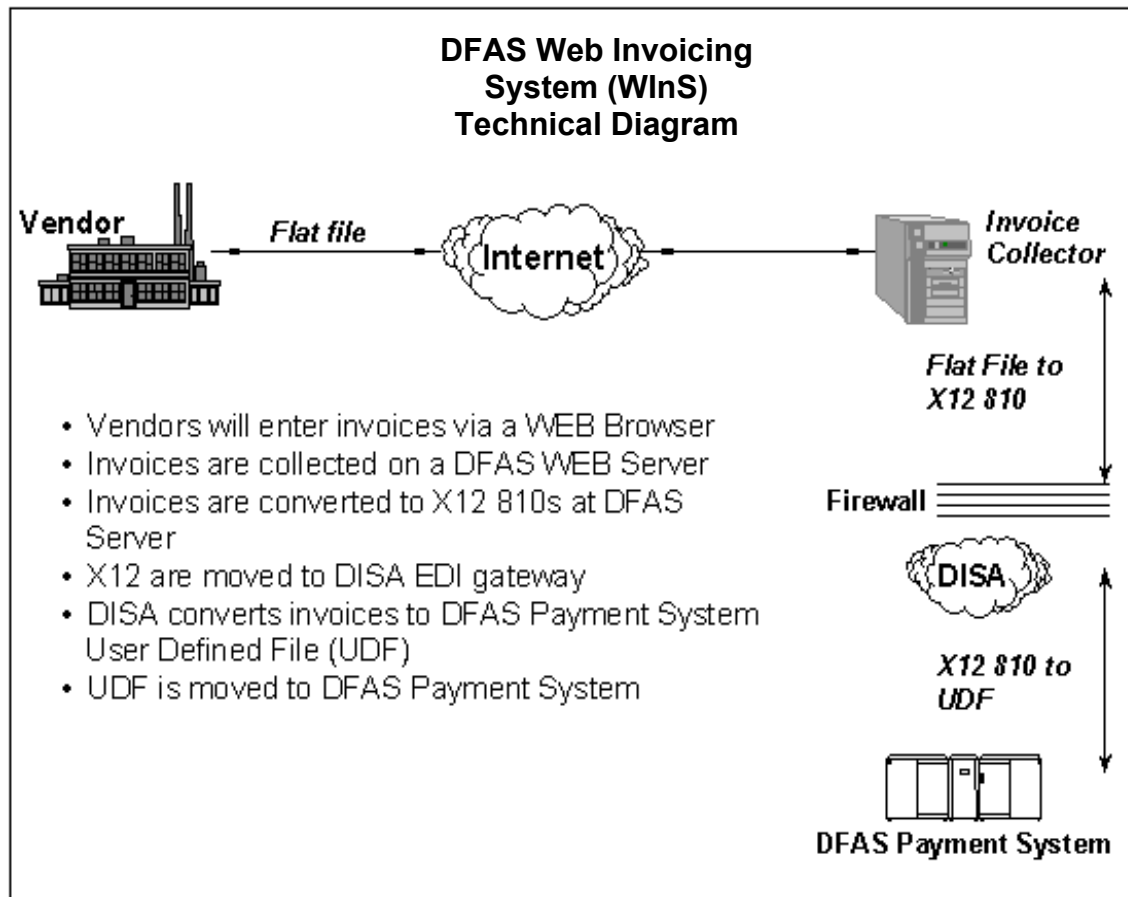 DFAS Web Invoicing
System (WInS)
Technical Diagram
Vendor
Flat file
Internet
Invoice
Collector
Flat File to
X12 810
• Vendors will enter invoices via a WEB Browser
• Invoices are collected on a DFAS WEB Server
• Invoices are converted to X12 810s at DFAS
Server
• X12 are moved to DISA EDI gateway
• DISA converts invoices to DFAS Payment System
User Defined File (UDF)
• UDF is moved to DFAS Payment System
Firewall
DISA
X12 810 to
UDF
DFAS Payment System